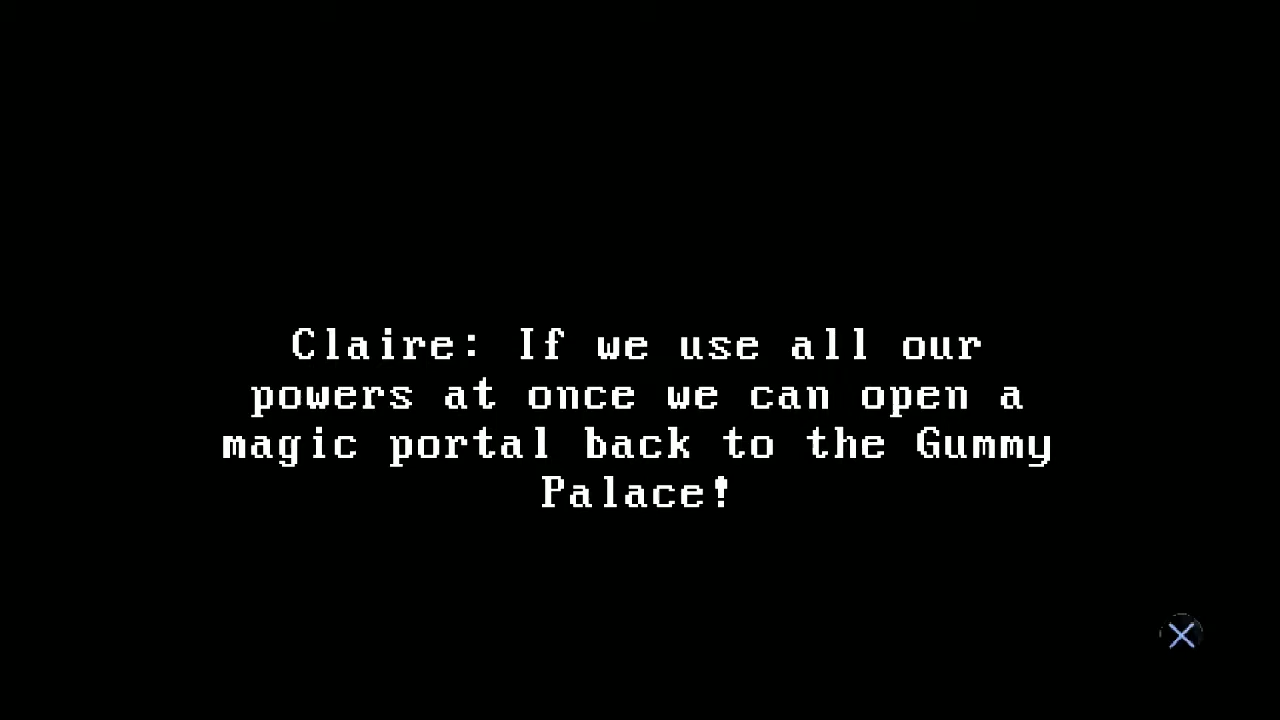 Claire: If we use all our
powers at once we can open a
magic portal back to the Gummy
Palace!